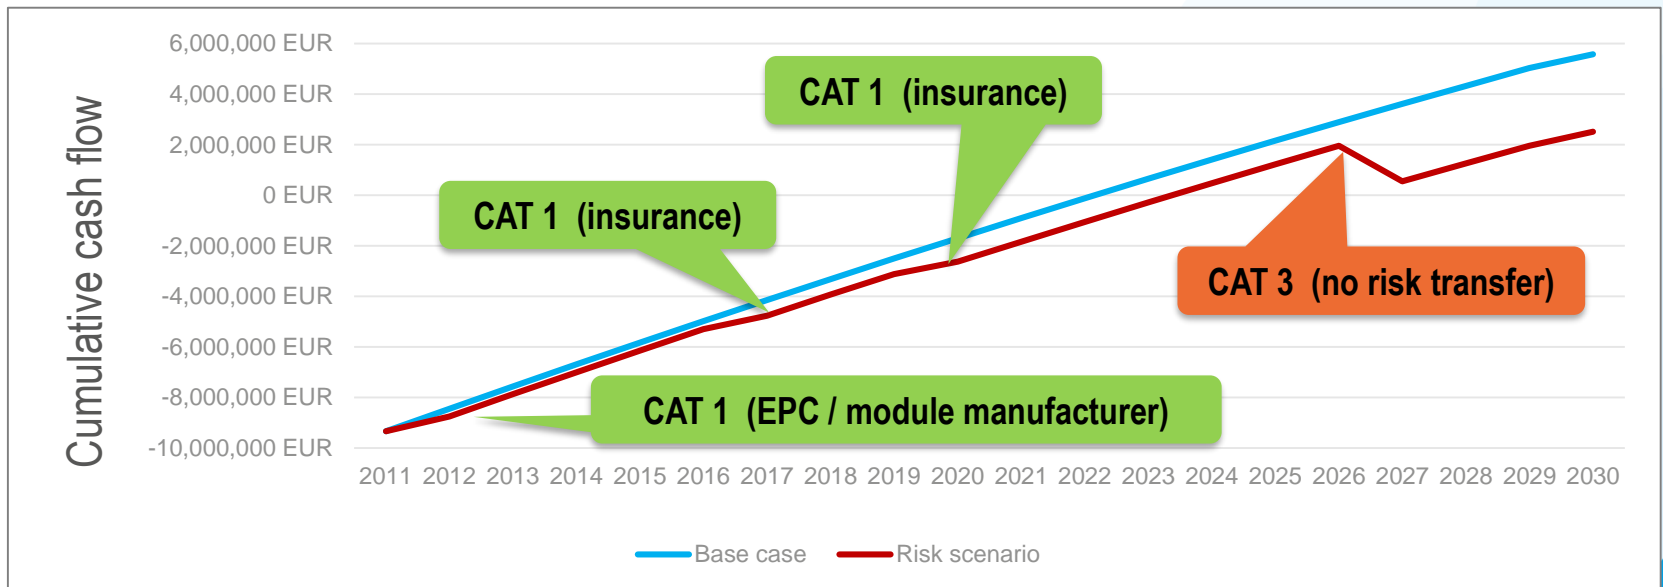 Cumulative cash flow
6,000,000 EUR
4,000,000 EUR
2,000,000 EUR
0 EUR
-2,000,000 EUR
-4,000,000 EUR
-6,000,000 EUR
-8,000,000 EUR
-10,000,000 EUR
CAT 1 (insurance)
CAT 1 (insurance)
CAT 3 (no risk transfer)
CAT 1 (EPC / module manufacturer)
2011 2012 2013 2014 2015 2016 2017 2018 2019 2020 2021 2022 2023 2024 2025 2026 2027 2028 2029 2030
Base case Risk scenario